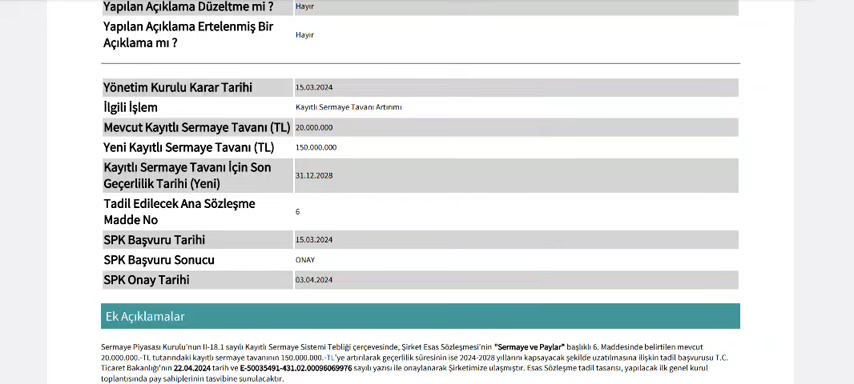 Yapılan Açıklama Düzeltme mi ? Hayır
Yapılan Açıklama Ertelenmiş Bir
Açıklama mı ? Hayır
Yönetim Kurulu Karar Tarihi 15.03.2024
İlgili İşlem Kayıtlı Sermaye Tavanı Artırımı
Mevcut Kayıtlı Sermaye Tavanı (TL) 20.000.000
Yeni Kayıtlı Sermaye Tavanı (TL) 150.000.000
Kayıtlı Sermaye Tavanı İçin Son
Geçerlilik Tarihi (Yeni) 31.12.2028
Tadil Edilecek Ana Sözleşme
Madde No 6
SPK Başvuru Tarihi 15.03.2024
SPK Başvuru Sonucu ONAY
SPK Onay Tarihi 03.04.2024
Ek Açıklamalar
Sermaye Piyasası Kurulu'nun II-18.1 sayılı Kayıtlı Sermaye Sistemi Tebliği çerçevesinde, Şirket Esas Sözleşmesi'nin "Sermaye ve Paylar" başlıklı 6. Maddesinde belirtilen mevcut
20.000.000.-TL tutarındaki kayıtlı sermaye tavanının 150.000.000.-TL'ye artırılarak geçerlilik süresinin ise 2024-2028 yıllarını kapsayacak şekilde uzatılmasına ilişkin tadil başvurusu T.C.
Ticaret Bakanlığı'nın 22.04.2024 tarih ve E-50035491-431.02.00096069976 sayılı yazısı ile onaylanarak Şirketimize ulaşmıştır. Esas Sözleşme tadil tasarısı, yapılacak ilk genel kurul
toplantısında pay sahiplerinin tasvibine sunulacaktır.